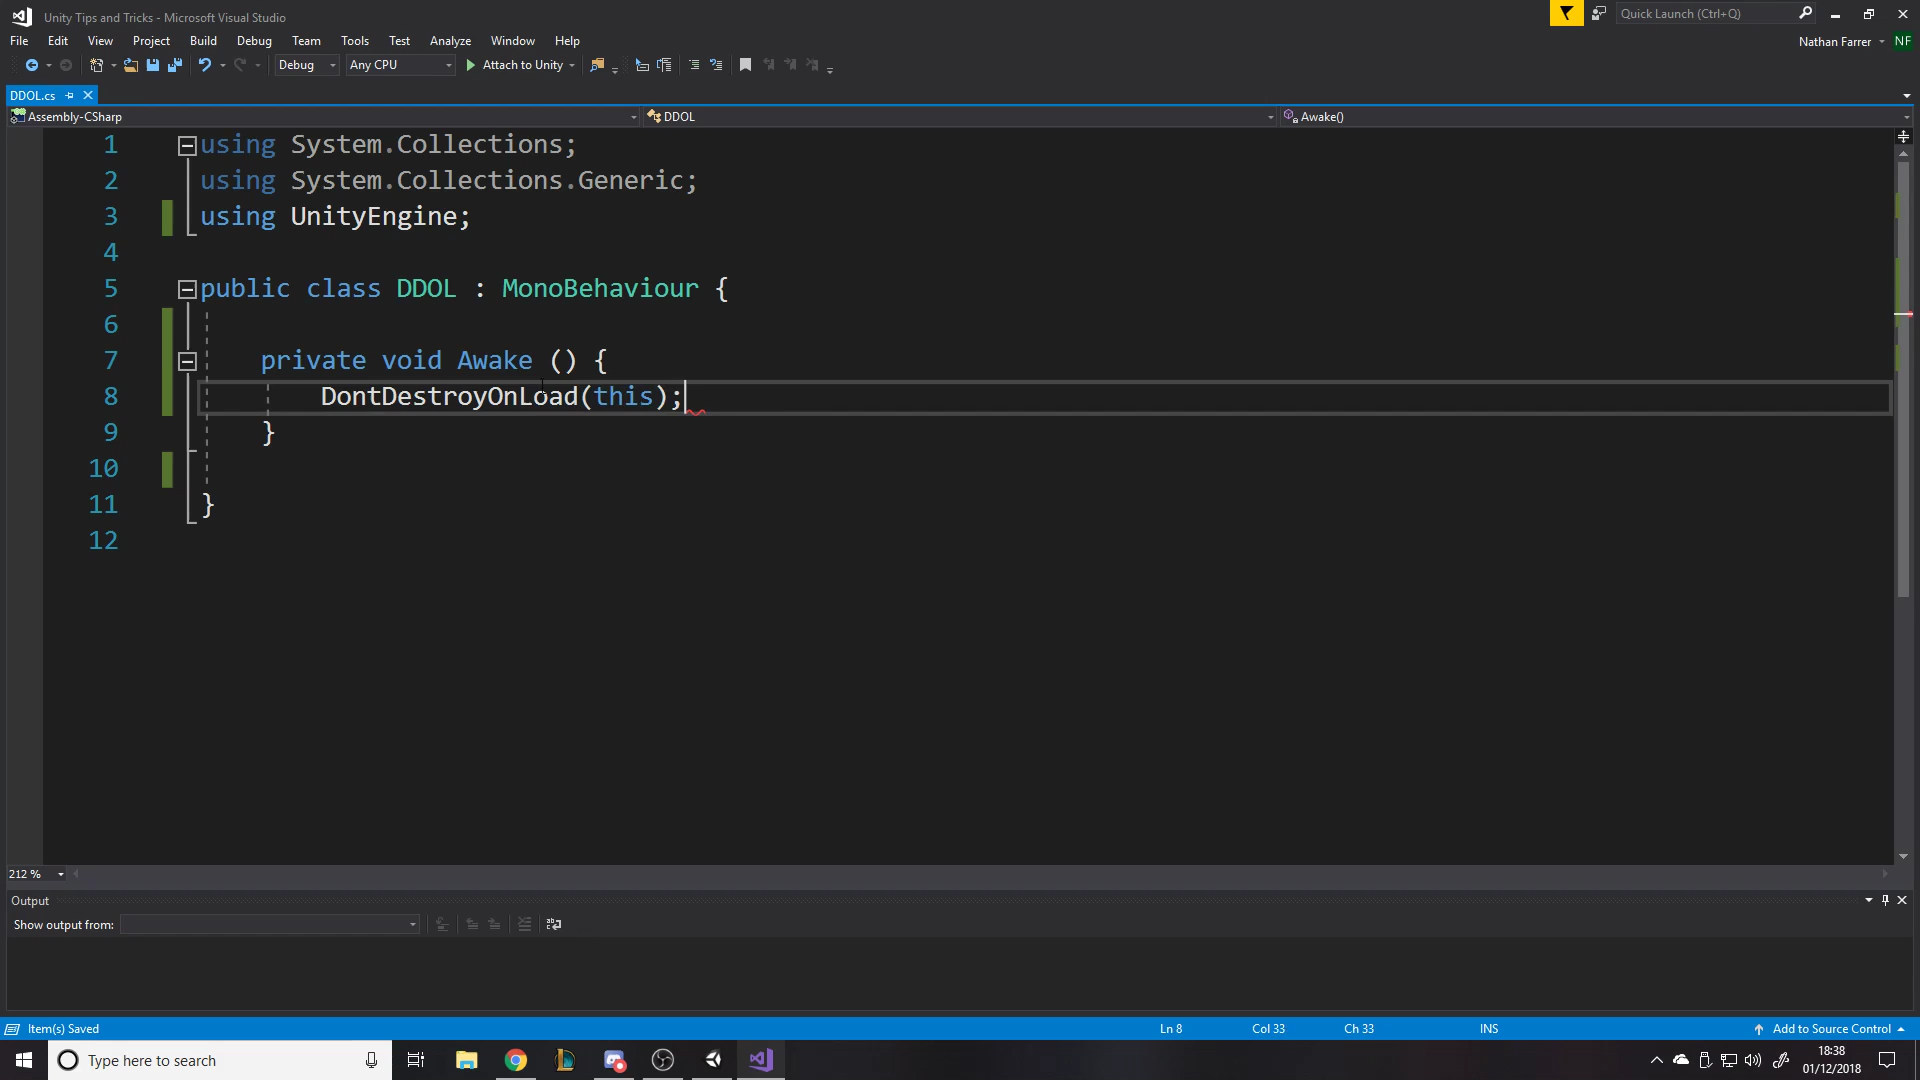 Unity Tips and Tricks - Microsoft Visual Studio
Quick Launch (Ctrl+Q)
File Edit View Project Build Debug Team Tools Test Analyze Window Help
Nathan Farrer NF
Debug Any CPU Attach to Unity
DDOL.cs
Assembly-CSharp DDOL Awake()
1 using System.Collections;
2 using System.Collections.Generic;
3 using UnityEngine;
4
5 public class DDOL : MonoBehaviour {
6
7 private void Awake () {
8 DontDestroyOnLoad(this);
9 }
10
11 }
12
212 %
Output
Show output from:
Item(s) Saved Ln 8 Col 33 Ch 33 INS Add to Source Control
Type here to search
18:38
01/12/2018